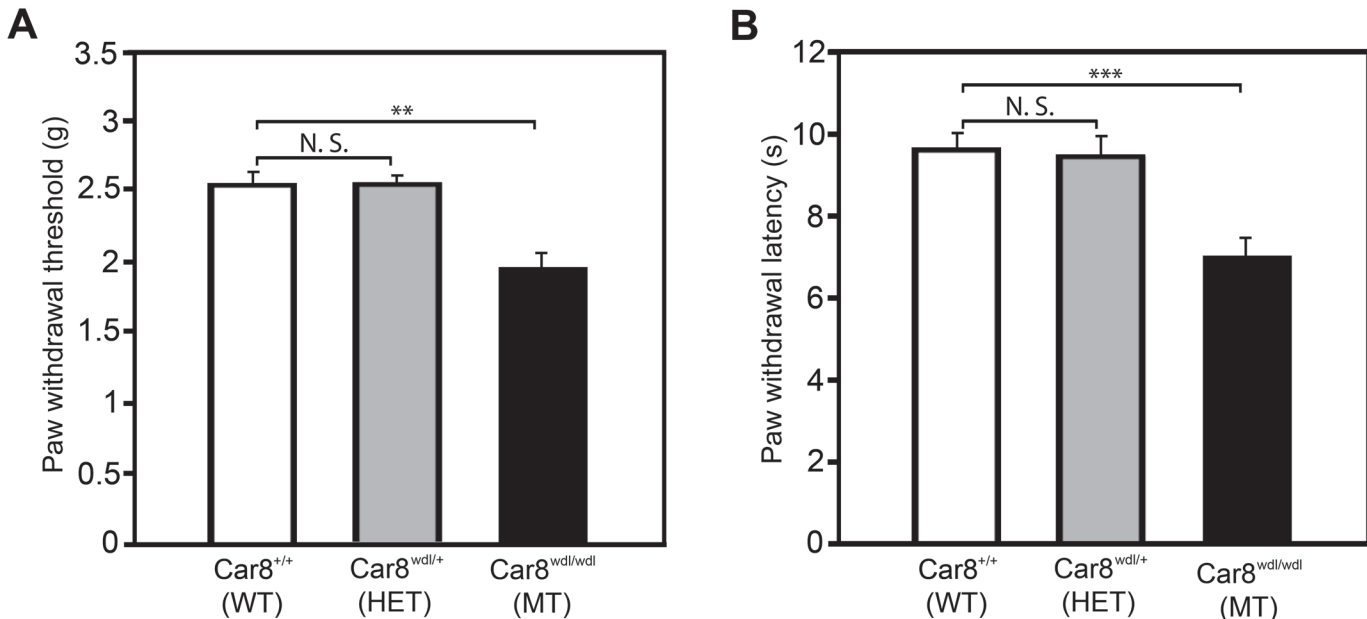 A
Paw withdrawal threshold (g)
3.5
3
2.5
2
1.5
1
0.5
0
**
N. S.
Car8+/+
(WT)
Car8wdl/+
(HET)
Car8wdl/wdl
(MT)
B
Paw withdrawal latency (s)
12
10
8
6
4
2
0
***
N. S.
Car8+/+
(WT)
Car8wdl/+
(HET)
Car8wdl/wdl
(MT)